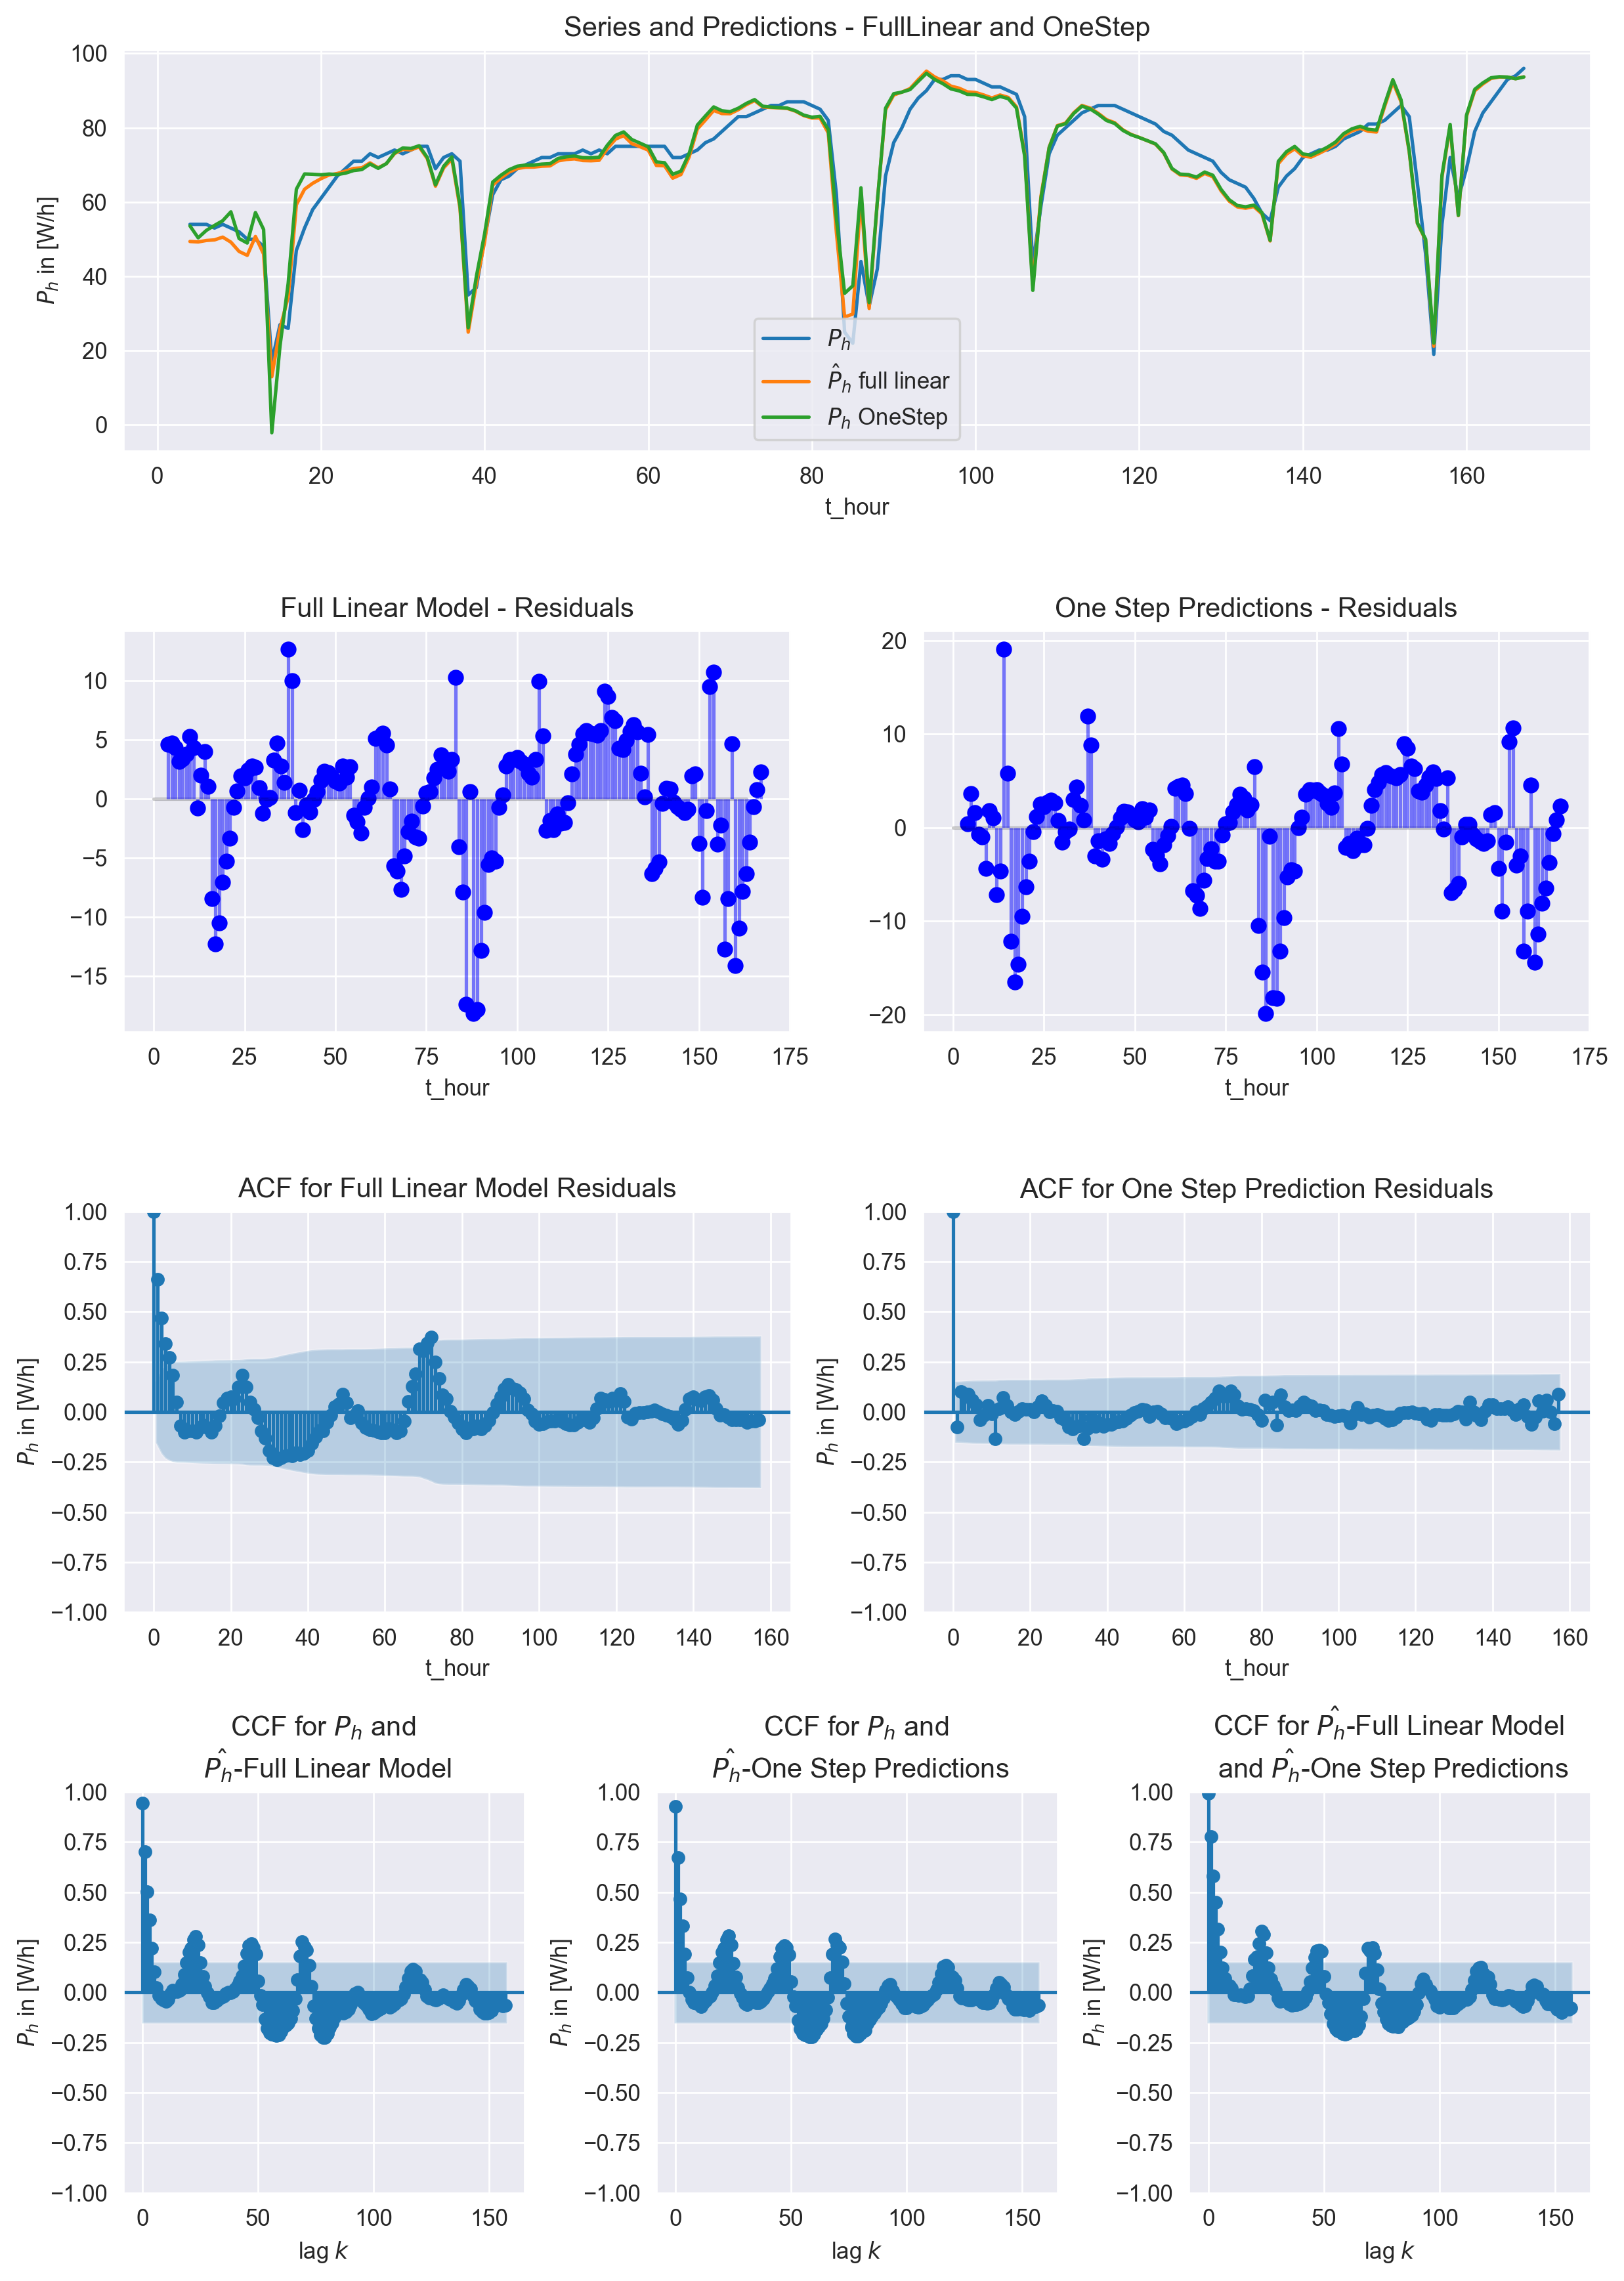 Series and Predictions - FullLinear and OneStep
100
80
60
40
20
0
P_h in [W/h]
P_h
P̂_h full linear
P_h OneStep
0 20 40 60 80 100 120 140 160
t_hour
Full Linear Model - Residuals
10
5
0
−5
−10
−15
0 25 50 75 100 125 150 175
t_hour
One Step Predictions - Residuals
20
10
0
−10
−20
0 25 50 75 100 125 150 175
t_hour
ACF for Full Linear Model Residuals
1.00
0.75
0.50
0.25
0.00
−0.25
−0.50
−0.75
−1.00
P_h in [W/h]
0 20 40 60 80 100 120 140 160
t_hour
ACF for One Step Prediction Residuals
1.00
0.75
0.50
0.25
0.00
−0.25
−0.50
−0.75
−1.00
P_h in [W/h]
0 20 40 60 80 100 120 140 160
t_hour
CCF for P_h and
P̂_h-Full Linear Model
1.00
0.75
0.50
0.25
0.00
−0.25
−0.50
−0.75
−1.00
P_h in [W/h]
0 50 100 150
lag k
CCF for P_h and
P̂_h-One Step Predictions
1.00
0.75
0.50
0.25
0.00
−0.25
−0.50
−0.75
−1.00
P_h in [W/h]
0 50 100 150
lag k
CCF for P̂_h-Full Linear Model
and P̂_h-One Step Predictions
1.00
0.75
0.50
0.25
0.00
−0.25
−0.50
−0.75
−1.00
P_h in [W/h]
0 50 100 150
lag k